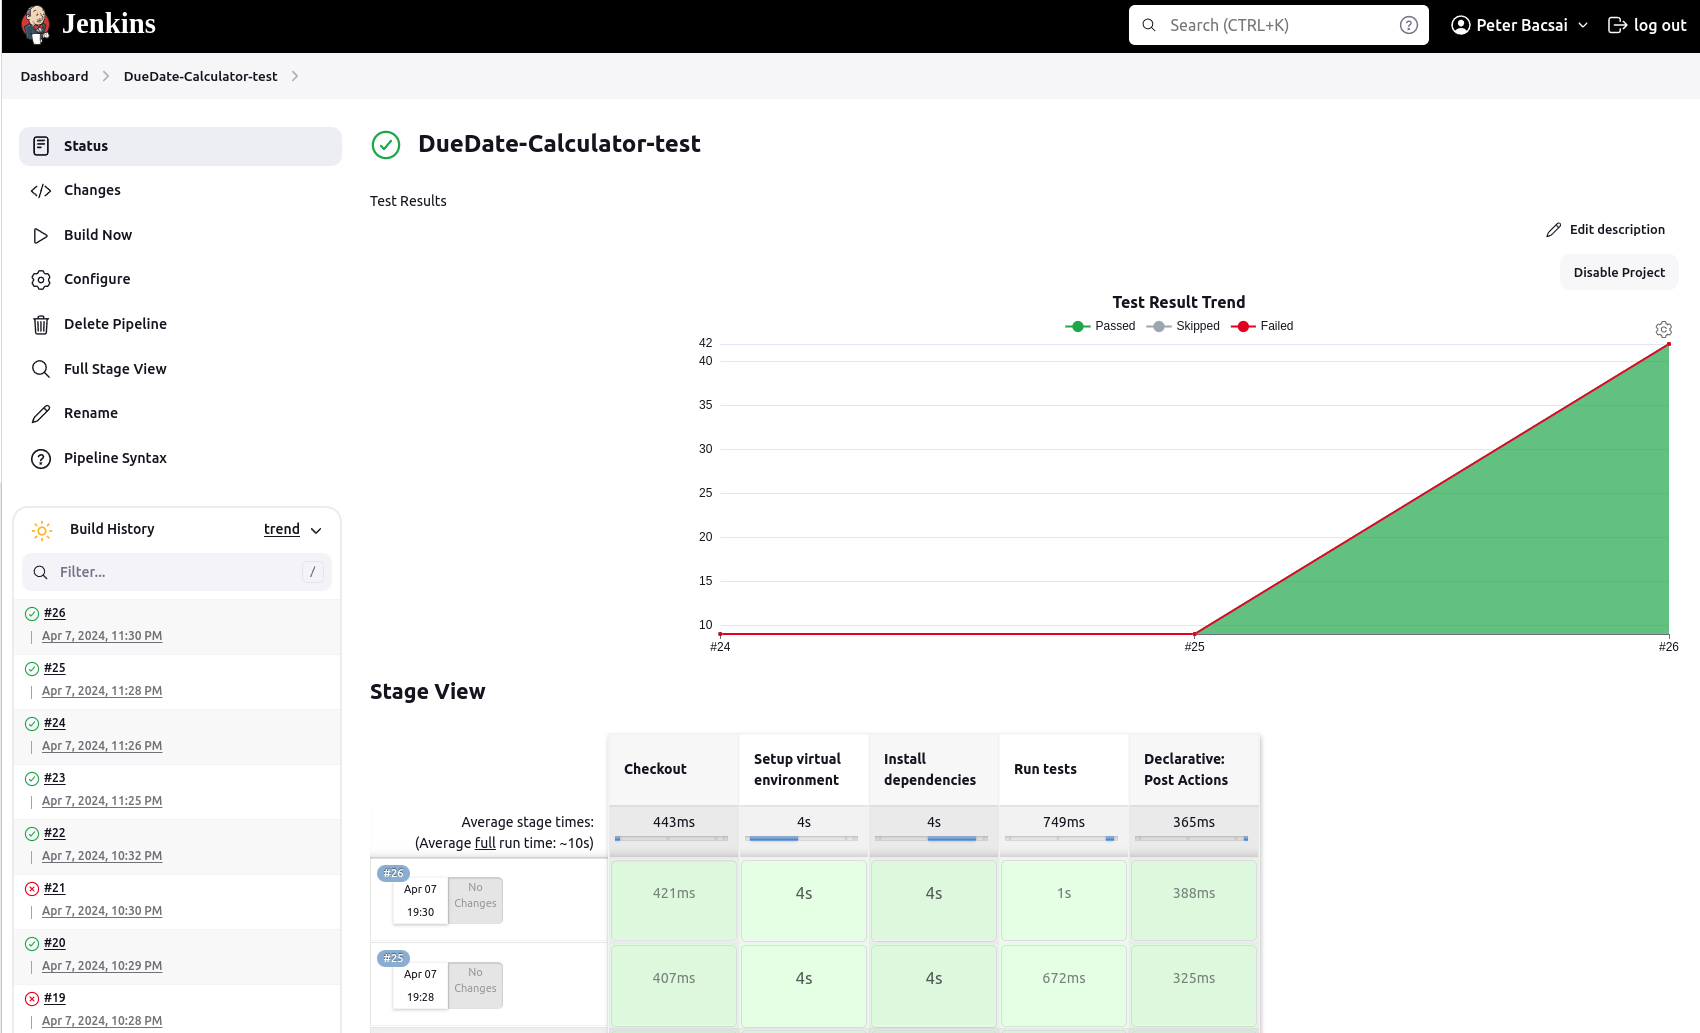 Jenkins
Search (CTRL+K)
Peter Bacsai
log out
Dashboard
DueDate-Calculator-test
Status
Changes
Build Now
Configure
Delete Pipeline
Full Stage View
Rename
Pipeline Syntax
Build History
trend
Filter...
/
#26
Apr 7, 2024, 11:30 PM
#25
Apr 7, 2024, 11:28 PM
#24
Apr 7, 2024, 11:26 PM
#23
Apr 7, 2024, 11:25 PM
#22
Apr 7, 2024, 10:32 PM
#21
Apr 7, 2024, 10:30 PM
#20
Apr 7, 2024, 10:29 PM
#19
Apr 7, 2024, 10:28 PM
DueDate-Calculator-test
Test Results
Edit description
Disable Project
Test Result Trend
Passed Skipped Failed
42
40
35
30
25
20
15
10
#24 #25 #26
Stage View
Checkout
Setup virtual environment
Install dependencies
Run tests
Declarative: Post Actions
Average stage times:
(Average full run time: ~10s)
443ms 4s 4s 749ms 365ms
#26
Apr 07
19:30
No Changes
421ms 4s 4s 1s 388ms
#25
Apr 07
19:28
No Changes
407ms 4s 4s 672ms 325ms